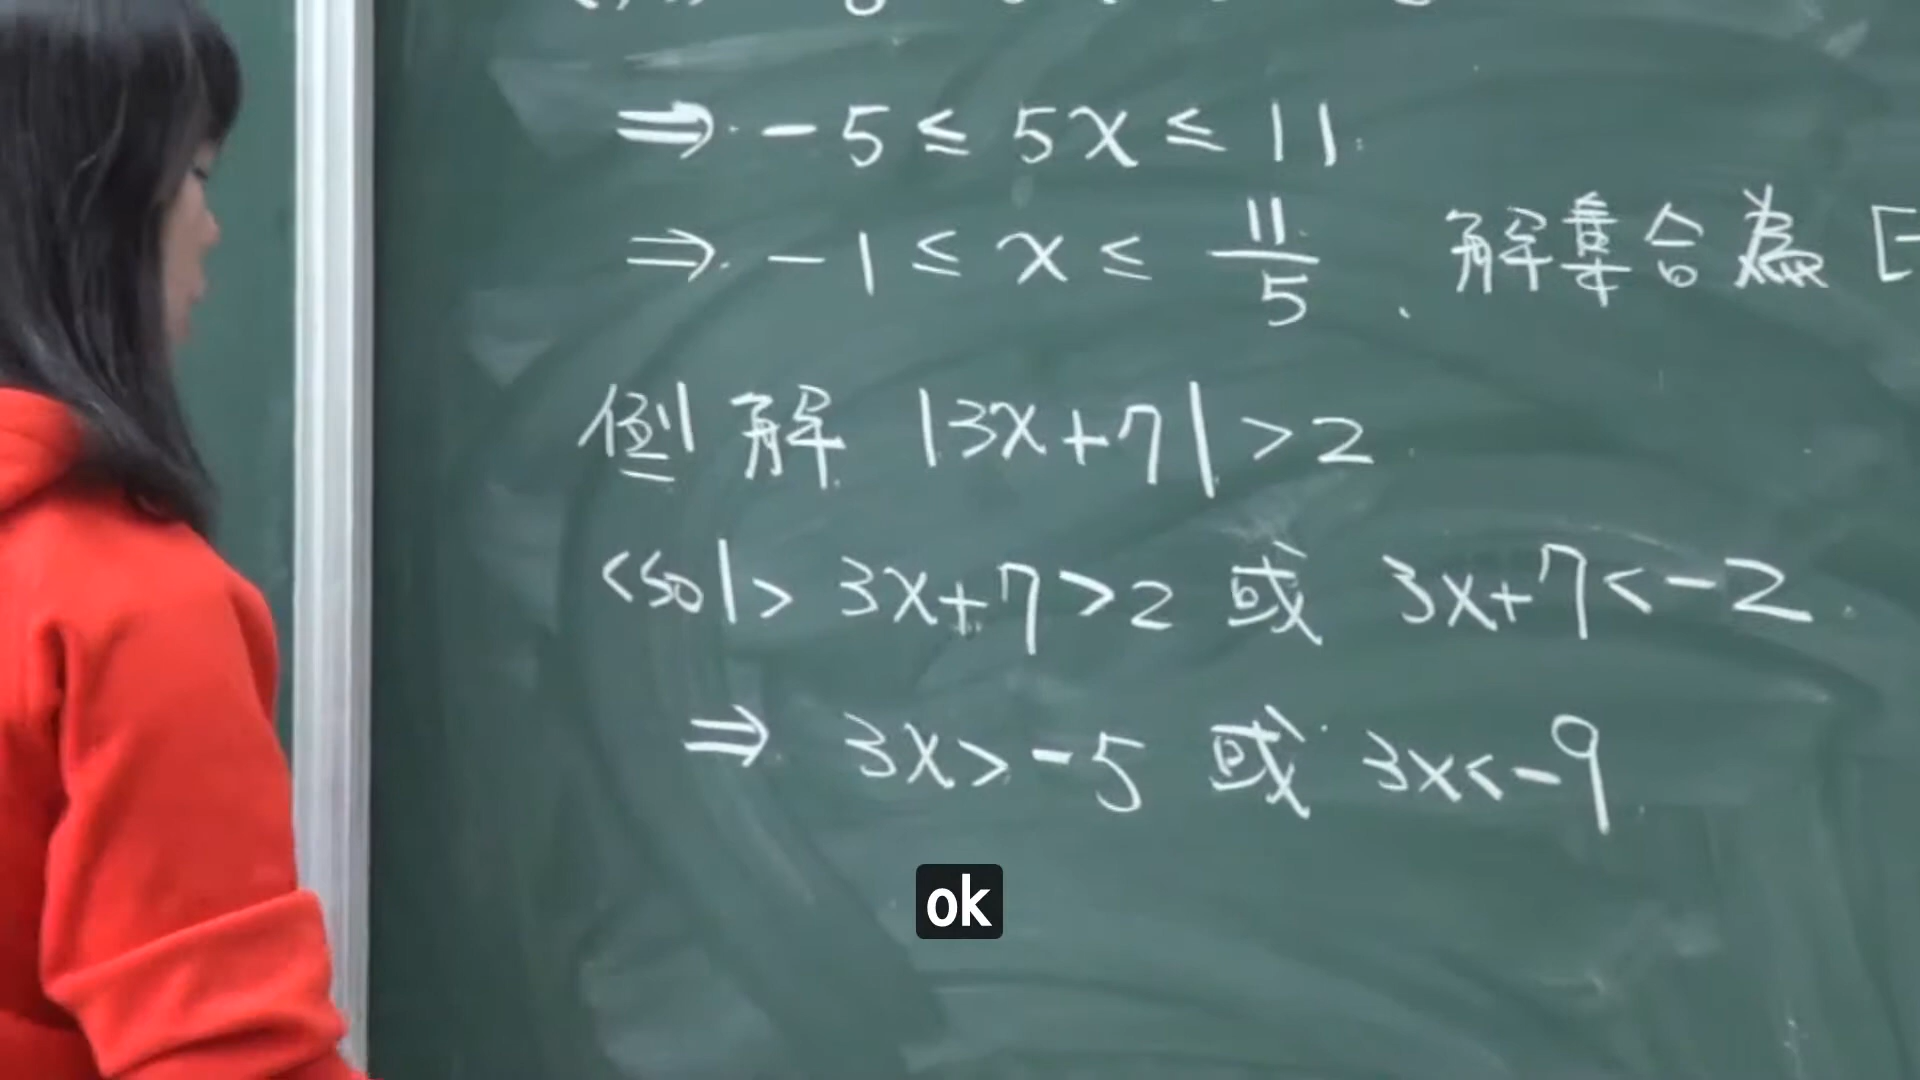 ⇒ -5 ≤ 5x ≤ 11
⇒ -1 ≤ x ≤ 11/5 . 解集合為 [-
例 解 |3x+7| > 2
<sol> 3x+7 > 2 或 3x+7 < -2
⇒ 3x > -5 或 3x < -9
ok